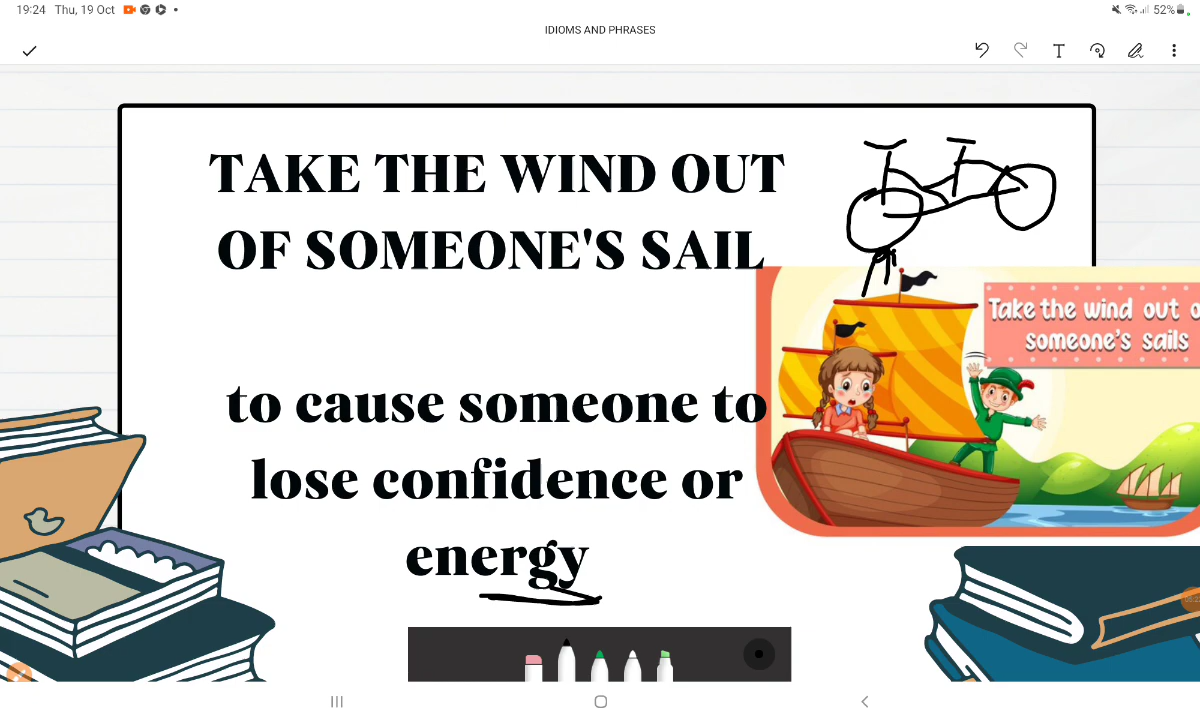 19:24 Thu, 19 Oct
52%
IDIOMS AND PHRASES
T
TAKE THE WIND OUT
OF SOMEONE'S SAIL
Take the wind out o
someone's sails
to cause someone to
lose confidence or
energy